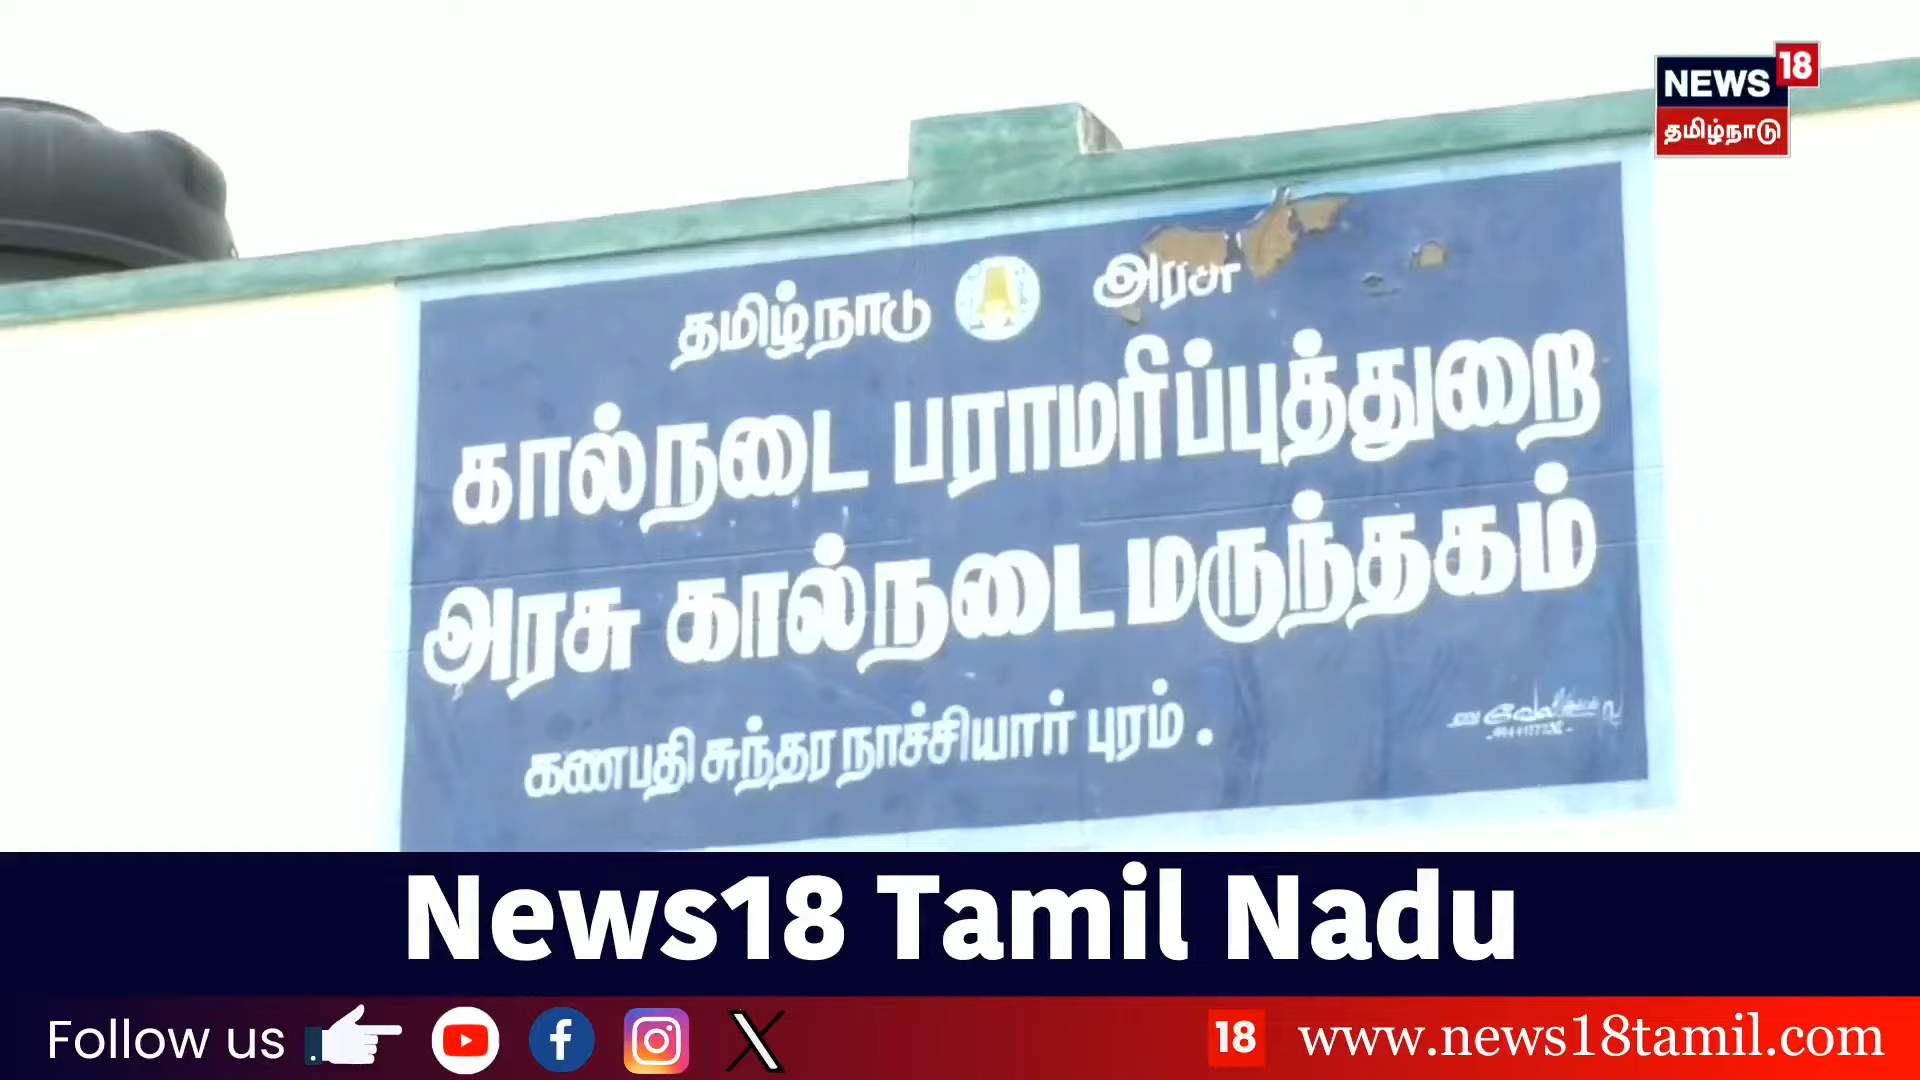 NEWS 18
தமிழ்நாடு
தமிழ்நாடு அரசு
கால்நடை பராமரிப்புத்துறை
அரசு கால்நடை மருந்தகம்
கணபதி சுந்தர நாச்சியார் புரம்.
News18 Tamil Nadu
Follow us
18 www.news18tamil.com